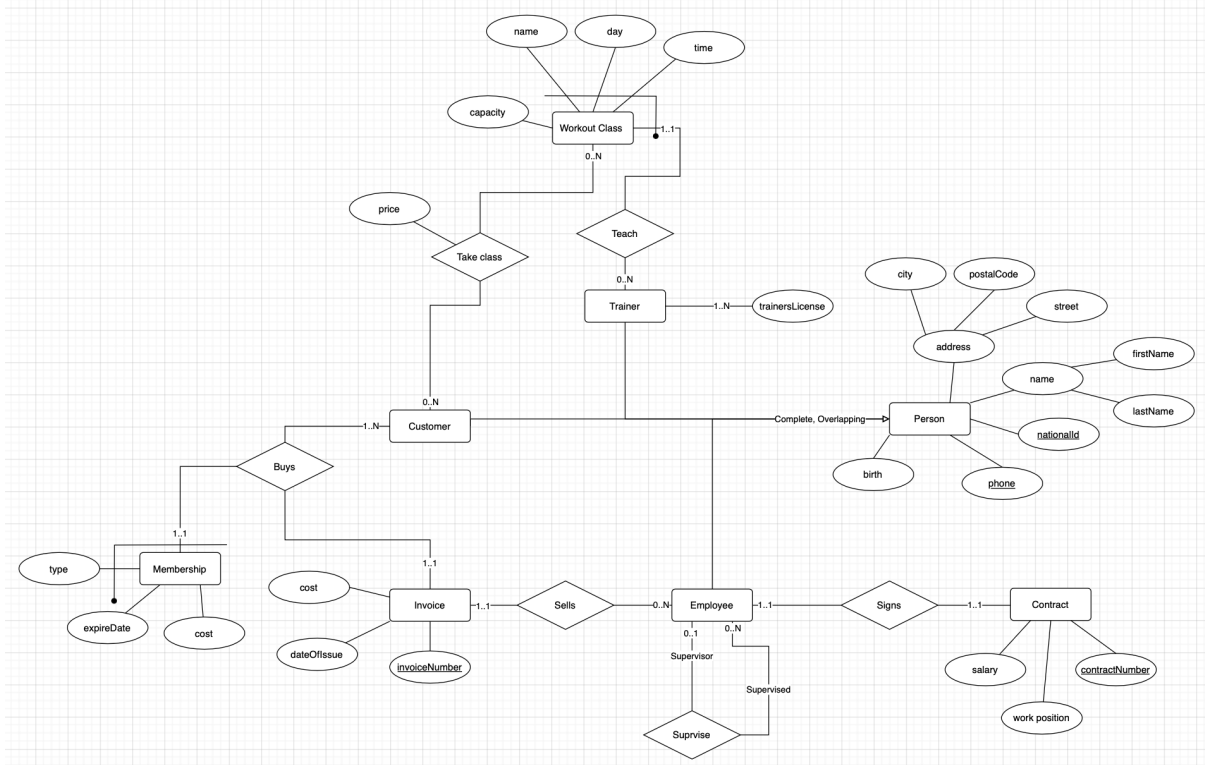 name
day
time
capacity
Workout Class
1..1
0..N
price
Teach
Take class
0..N
city
postalCode
street
Trainer
1..N
trainersLicense
address
firstName
name
0..N
Complete, Overlapping
Person
lastName
1..N
Customer
nationalId
Buys
birth
phone
1..1
1..1
type
Membership
cost
Invoice
1..1
Sells
0..N
Employee
1..1
Signs
1..1
Contract
expireDate
cost
0..1
0..N
dateOfIssue
invoiceNumber
Supervisor
salary
contractNumber
Supervised
work position
Suprvise